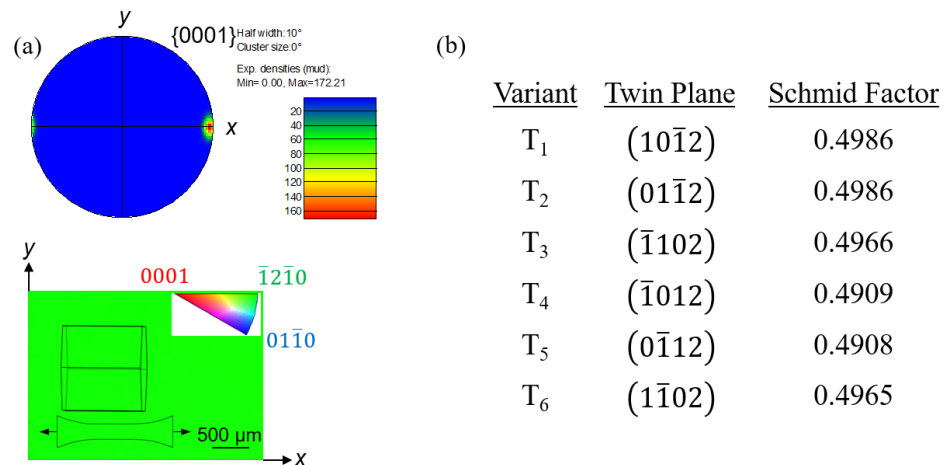 (a)
y
{0001}
Half width:10°
Cluster size:0°
Exp. densities (mud):
Min= 0.00, Max=172.21
x
20
40
60
80
100
120
140
160
y
0001
1̅21̅0
011̅0
500 µm
x
(b)
Variant Twin Plane Schmid Factor
T₁ (101̅2) 0.4986
T₂ (011̅2) 0.4986
T₃ (1̅102) 0.4966
T₄ (1̅012) 0.4909
T₅ (01̅12) 0.4908
T₆ (11̅02) 0.4965